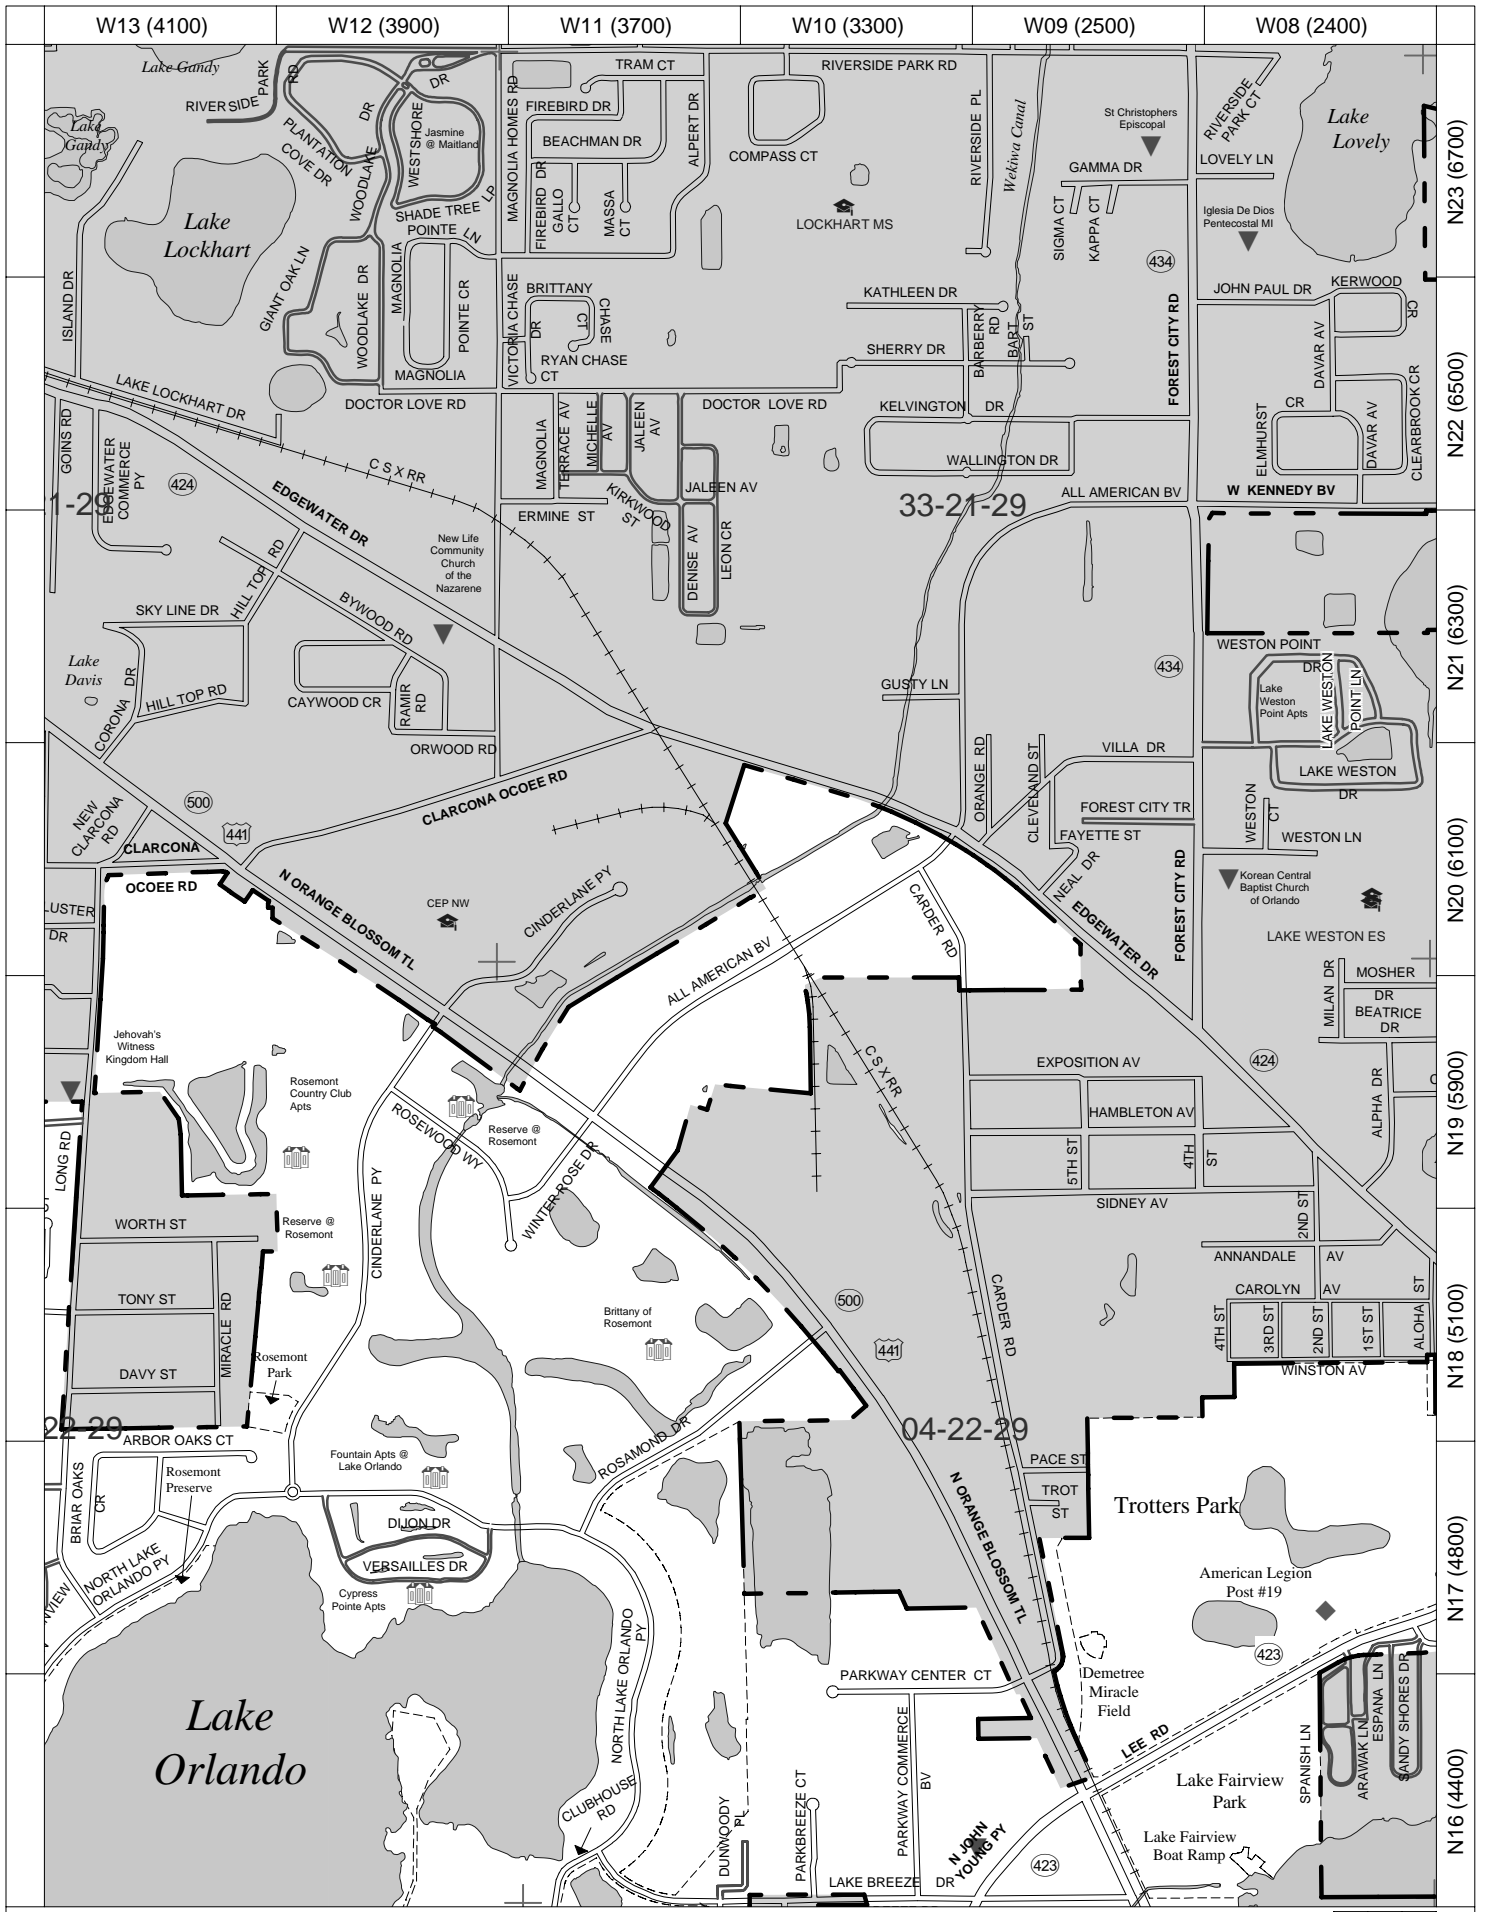 W13 (4100)
W12 (3900)
W11 (3700)
W10 (3300)
W09 (2500)
W08 (2400)
N23 (6700)
N22 (6500)
N21 (6300)
N20 (6100)
N19 (5900)
N18 (5100)
N17 (4800)
N16 (4400)
Lake Gandy
RIVERSIDE
PARK
RD
Lake
Gandy
Lake
Lockhart
PLANTATION
COVE DR
WOODLAKE
DR
DR
WESTSHORE
Jasmine
@ Maitland
SHADE TREE
LP
POINTE LN
MAGNOLIA HOMES RD
TRAM CT
FIREBIRD DR
BEACHMAN DR
FIREBIRD DR
GALLO
CT
MASSA
CT
ALPERT DR
COMPASS CT
RIVERSIDE PARK RD
LOCKHART MS
RIVERSIDE PL
Wekiwa Canal
St Christophers
Episcopal
GAMMA DR
SIGMA CT
KAPPA CT
434
RIVERSIDE
PARK CT
LOVELY LN
Iglesia De Dios
Pentecostal MI
Lake
Lovely
ISLAND DR
GIANT OAK LN
WOODLAKE DR
MAGNOLIA
POINTE CR
MAGNOLIA
VICTORIA CHASE
DR
BRITTANY
CHASE
CT
RYAN CHASE
CT
KATHLEEN DR
SHERRY DR
BARBERRY
RD
BART
ST
FOREST CITY RD
JOHN PAUL DR
KERWOOD
CR
DAVAR AV
LAKE LOCKHART DR
DOCTOR LOVE RD
DOCTOR LOVE RD
KELVINGTON DR
WALLINGTON DR
ELMHURST
CR
DAVAR AV
CLEARBROOK CR
GOINS RD
EDGEWATER
COMMERCE
PY
424
C S X RR
EDGEWATER DR
MAGNOLIA
TERRACE AV
MICHELLE
AV
JALEEN
AV
JALEEN AV
KIRKWOOD
ST
ERMINE ST
DENISE AV
LEON CR
33-21-29
ALL AMERICAN BV
W KENNEDY BV
New Life
Community
Church
of the
Nazarene
SKY LINE DR
HILL TOP RD
BYWOOD RD
Lake
Davis
CORONA DR
HILL TOP RD
CAYWOOD CR
RAMIR
RD
ORWOOD RD
GUSTY LN
434
WESTON POINT
DR
Lake
Weston
Point Apts
LAKE WESTON
POINT LN
LAKE WESTON
DR
CLARCONA OCOEE RD
NEW
CLARCONA
RD
500
441
CLARCONA
OCOEE RD
N ORANGE BLOSSOM TL
CEP NW
CINDERLANE PY
ORANGE RD
CLEVELAND ST
VILLA DR
FOREST CITY TR
FAYETTE ST
NEAL DR
WESTON
CT
WESTON LN
Korean Central
Baptist Church
of Orlando
LAKE WESTON ES
FOREST CITY RD
EDGEWATER DR
CARDER RD
ALL AMERICAN BV
LUSTER
DR
Jehovah's
Witness
Kingdom Hall
Rosemont
Country Club
Apts
ROSEWOOD WY
Reserve @
Rosemont
WINTER ROSE DR
C S X RR
EXPOSITION AV
HAMBLETON AV
5TH ST
4TH
ST
SIDNEY AV
424
MILAN DR
MOSHER
DR
BEATRICE
DR
ALPHA DR
LONG RD
WORTH ST
TONY ST
DAVY ST
MIRACLE RD
Reserve @
Rosemont
CINDERLANE PY
Rosemont
Park
Brittany of
Rosemont
500
441
CARDER RD
2ND ST
ANNANDALE AV
CAROLYN AV
4TH ST
3RD ST
2ND ST
1ST ST
ALOHA
ST
WINSTON AV
22-29
04-22-29
ARBOR OAKS CT
BRIAR OAKS
CR
Rosemont
Preserve
Fountain Apts @
Lake Orlando
ROSAMOND DR
DIJON DR
VERSAILLES DR
Cypress
Pointe Apts
NORTH LAKE
ORLANDO PY
PACE ST
TROT
ST
N ORANGE BLOSSOM TL
Trotters Park
American Legion
Post #19
423
NORTH LAKE ORLANDO
PY
PARKWAY CENTER CT
Demetree
Miracle
Field
Lake
Orlando
CLUBHOUSE
RD
DUNWOODY
PL
PARKBREEZE CT
PARKWAY COMMERCE
BV
N JOHN
YOUNG PY
LAKE BREEZE DR
423
LEE RD
Lake Fairview
Park
Lake Fairview
Boat Ramp
SPANISH LN
ARAWAK LN
ESPANA LN
SANDY SHORES DR